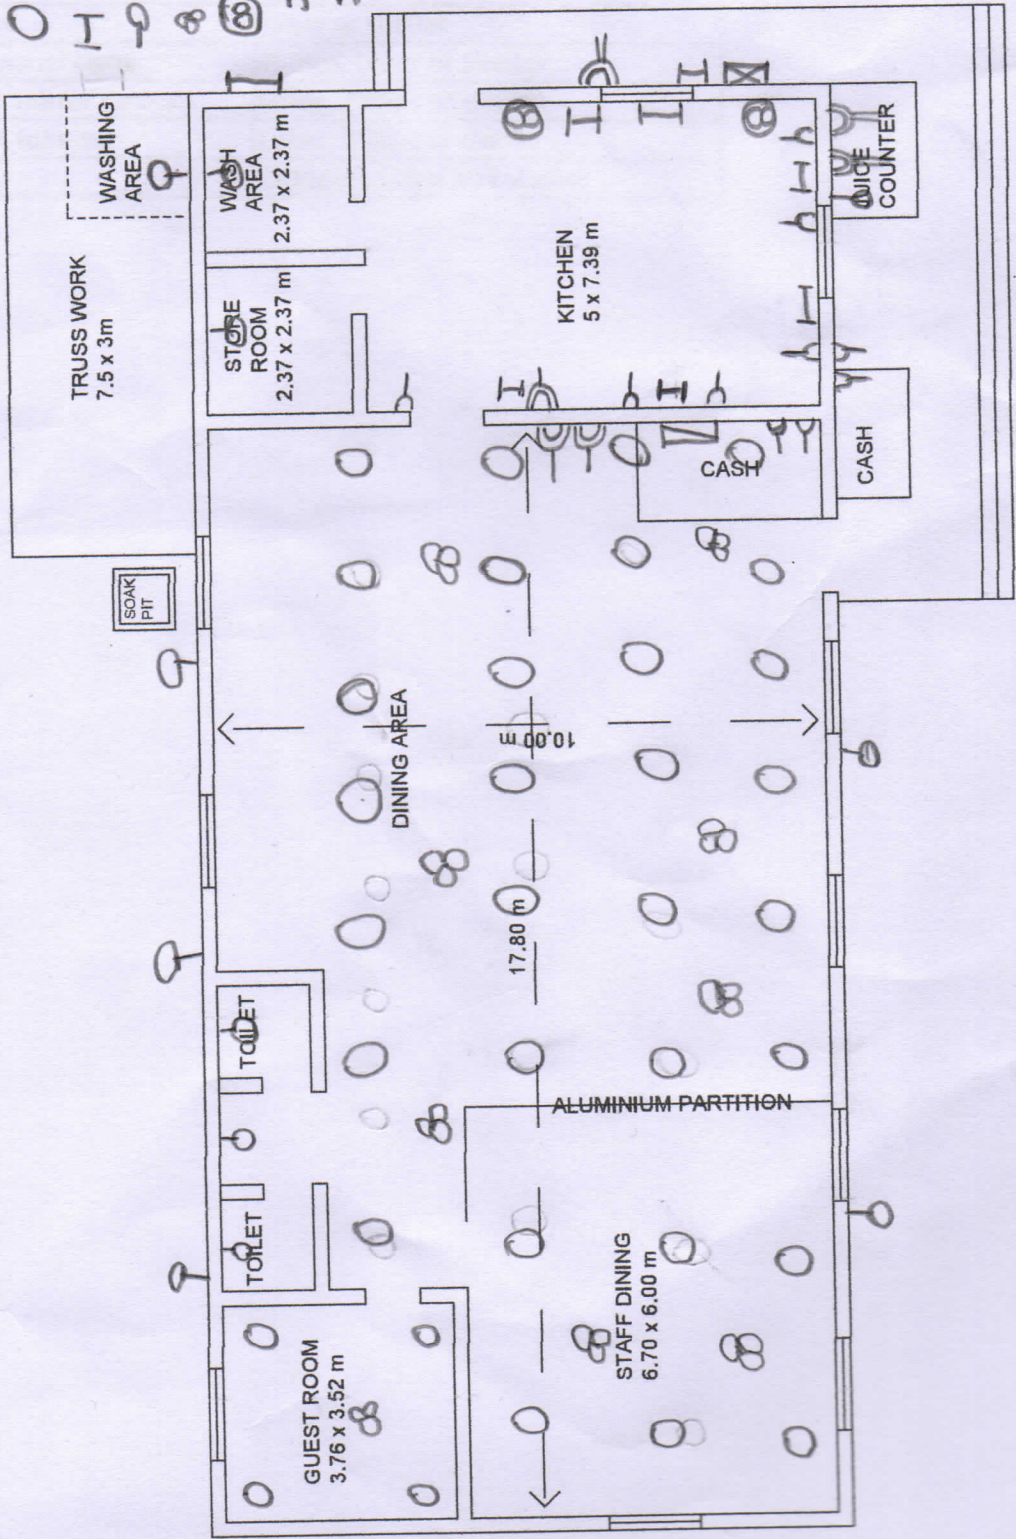 TRUSS WORK
7.5 x 3m
WASHING
AREA
WASH
AREA
2.37 x 2.37 m
STORE
ROOM
2.37 x 2.37 m
KITCHEN
5 x 7.39 m
JUICE
COUNTER
CASH
CASH
SOAK
PIT
DINING AREA
10.00 m
17.80 m
TOILET
TOILET
ALUMINIUM PARTITION
STAFF DINING
6.70 x 6.00 m
GUEST ROOM
3.76 x 3.52 m